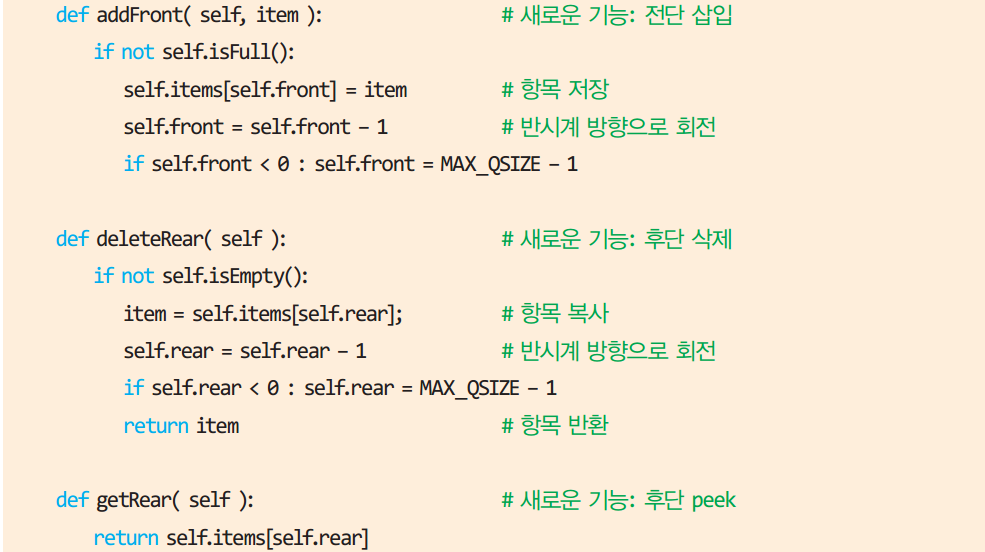 def addFront( self, item ): # 새로운 기능: 전단 삽입
if not self.isFull():
self.items[self.front] = item # 항목 저장
self.front = self.front – 1 # 반시계 방향으로 회전
if self.front < 0 : self.front = MAX_QSIZE – 1
def deleteRear( self ): # 새로운 기능: 후단 삭제
if not self.isEmpty():
item = self.items[self.rear]; # 항목 복사
self.rear = self.rear – 1 # 반시계 방향으로 회전
if self.rear < 0 : self.rear = MAX_QSIZE – 1
return item # 항목 반환
def getRear( self ): # 새로운 기능: 후단 peek
return self.items[self.rear]